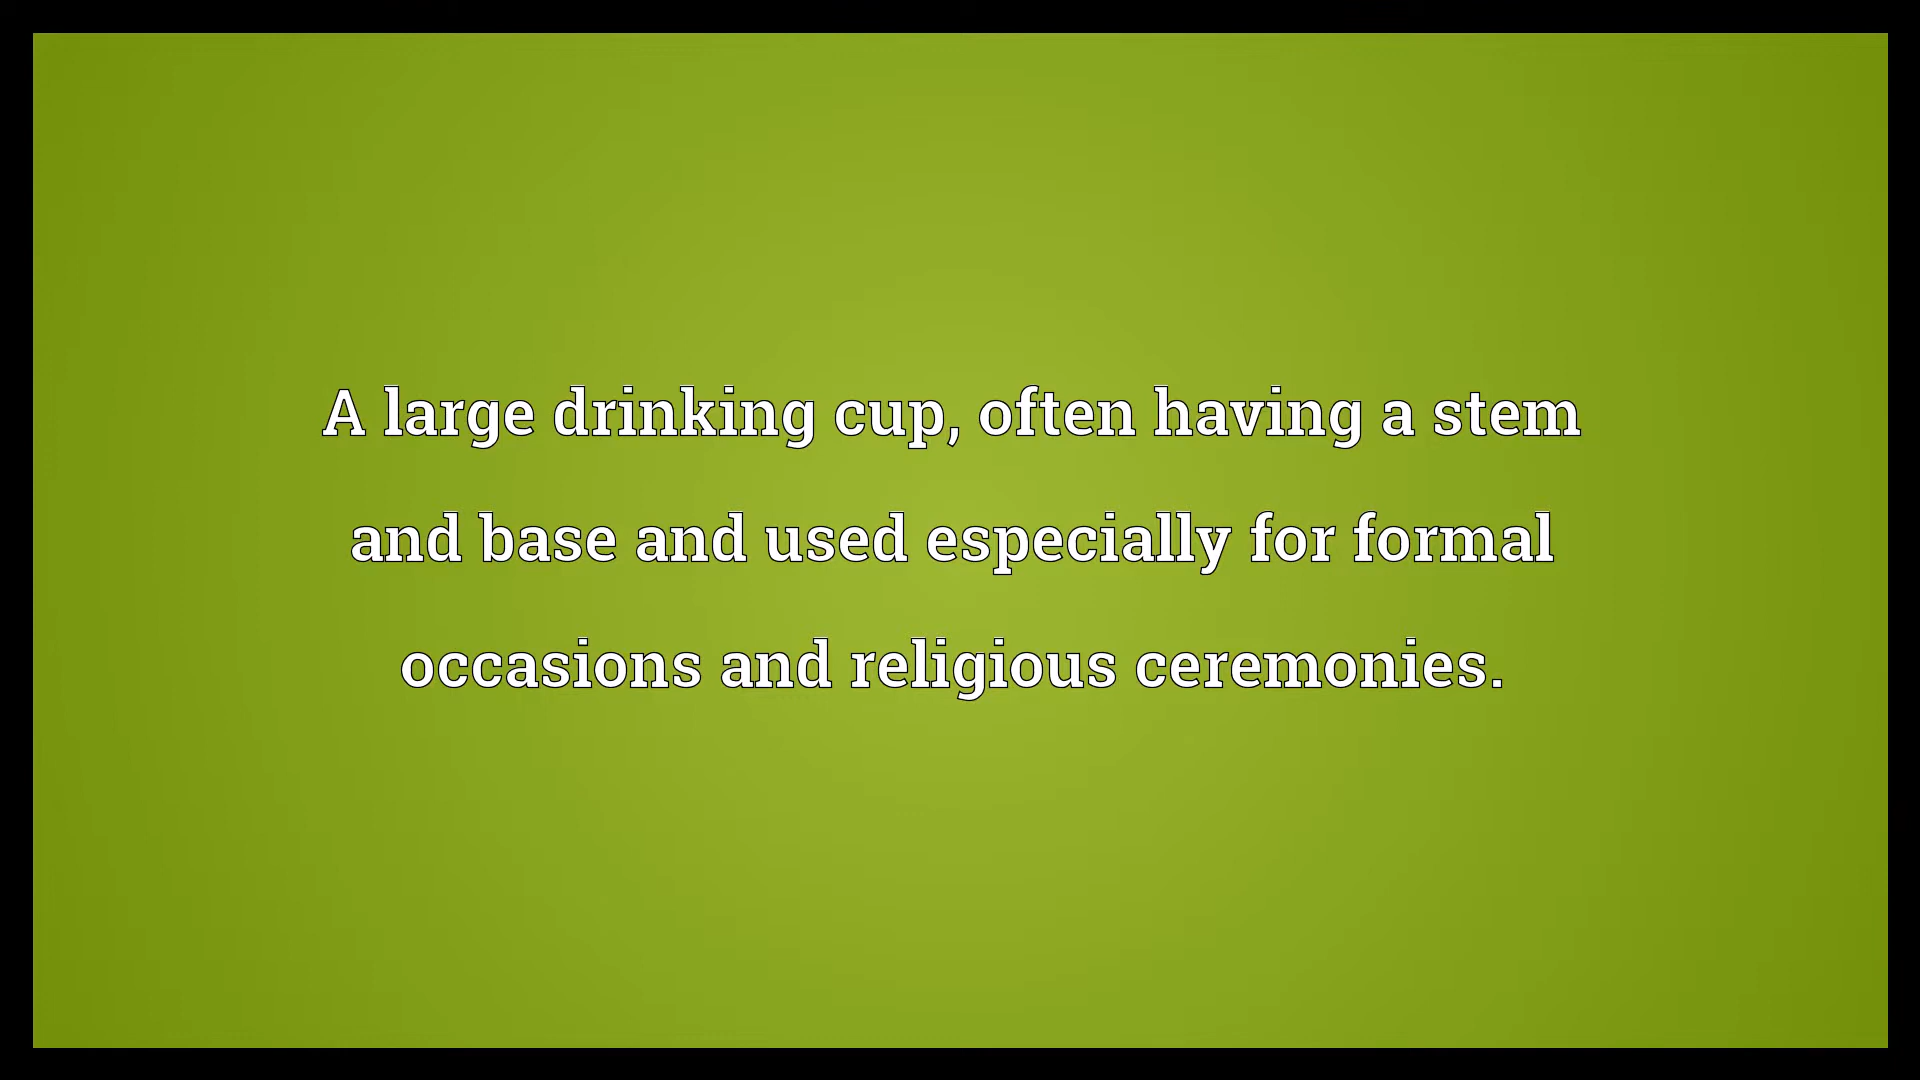 A large drinking cup, often having a stem
and base and used especially for formal
occasions and religious ceremonies.